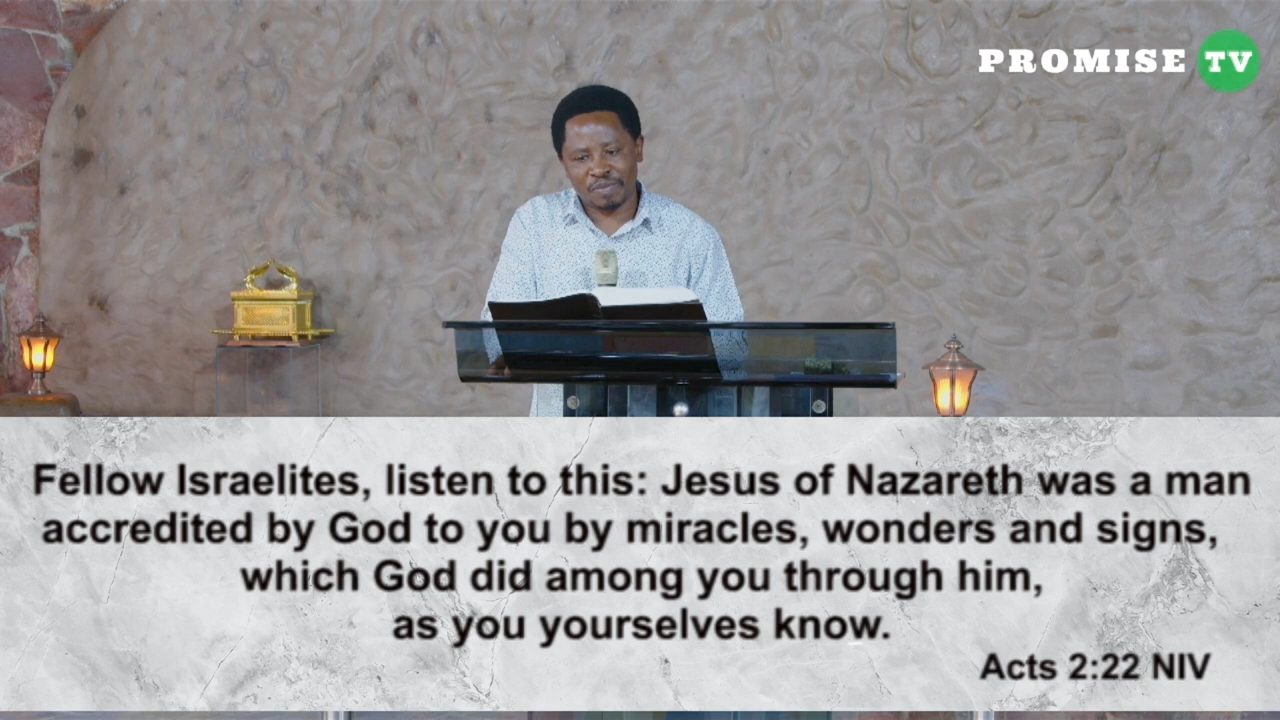 PROMISE TV
Fellow Israelites, listen to this: Jesus of Nazareth was a man
accredited by God to you by miracles, wonders and signs,
which God did among you through him,
as you yourselves know.
Acts 2:22 NIV